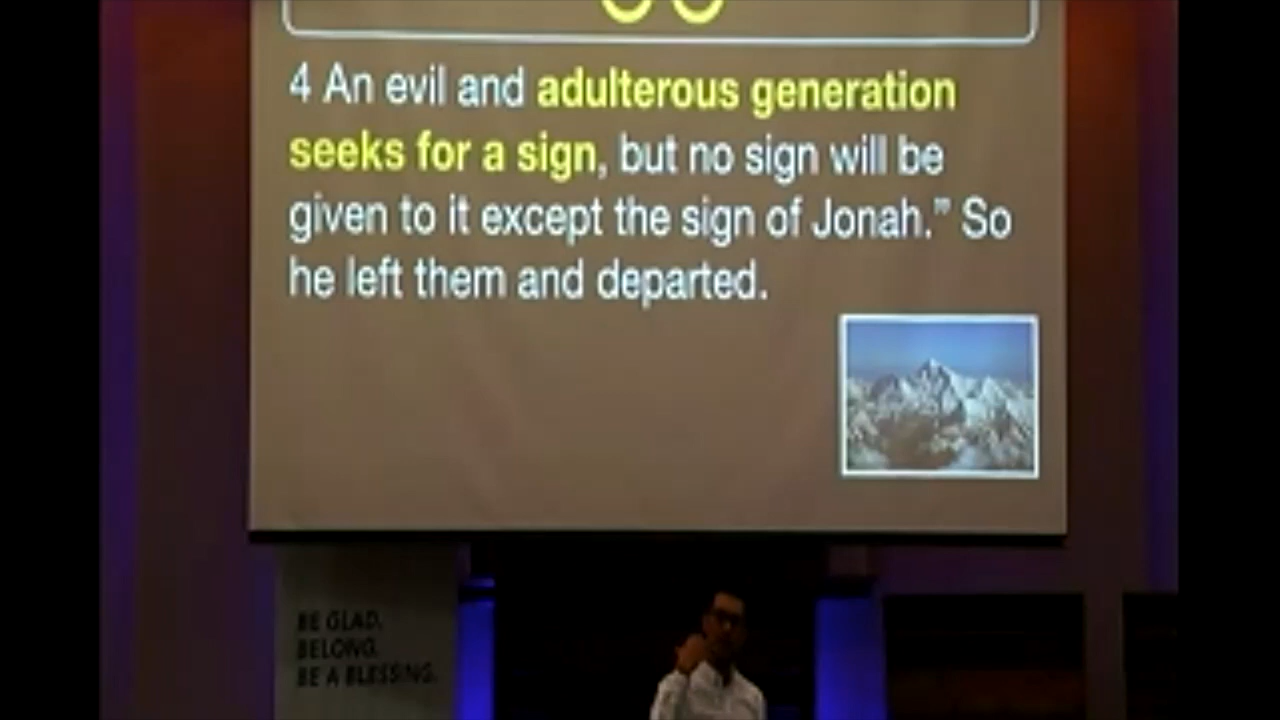 4 An evil and adulterous generation
seeks for a sign, but no sign will be
given to it except the sign of Jonah.” So
he left them and departed.
BE GLAD.
BELONG.
BE A BLESSING.